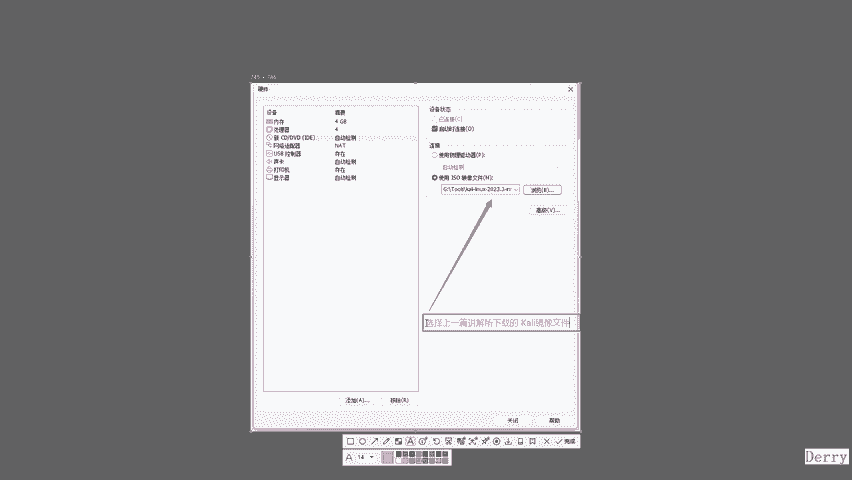 硬件
设备 摘要
内存 4 GB
处理器 4
新 CD/DVD (IDE) 自动检测
网络适配器 NAT
USB 控制器 存在
声卡 自动检测
打印机 存在
显示器 自动检测
添加(A)... 移除(R)
设备状态
已连接(C)
启动时连接(O)
连接
使用物理驱动器(P):
自动检测
使用 ISO 映像文件(M):
浏览(B)...
高级(V)...
选择上一篇讲解所下载的 Kali镜像文件
关闭 帮助
完成
A 14
Derry